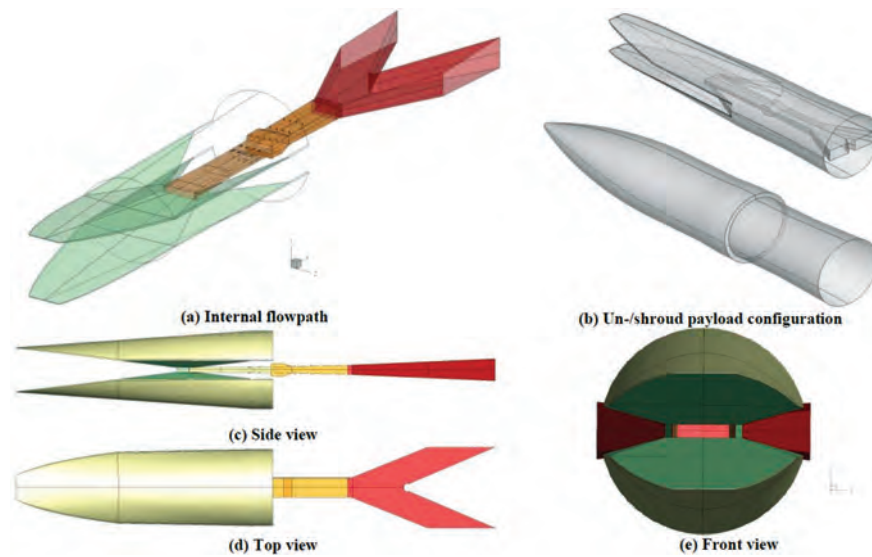 (a) Internal flowpath
(b) Un-/shroud payload configuration
(c) Side view
(d) Top view
(e) Front view